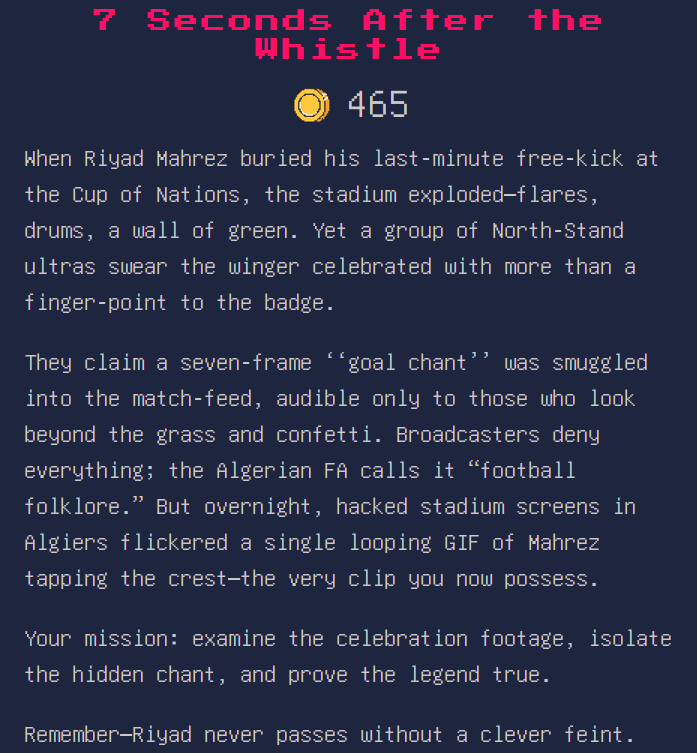 7 Seconds After the
Whistle
465
When Riyad Mahrez buried his last-minute free-kick at
the Cup of Nations, the stadium exploded—flares,
drums, a wall of green. Yet a group of North-Stand
ultras swear the winger celebrated with more than a
finger-point to the badge.
They claim a seven-frame ‘‘goal chant’’ was smuggled
into the match-feed, audible only to those who look
beyond the grass and confetti. Broadcasters deny
everything; the Algerian FA calls it “football
folklore.” But overnight, hacked stadium screens in
Algiers flickered a single looping GIF of Mahrez
tapping the crest—the very clip you now possess.
Your mission: examine the celebration footage, isolate
the hidden chant, and prove the legend true.
Remember—Riyad never passes without a clever feint.